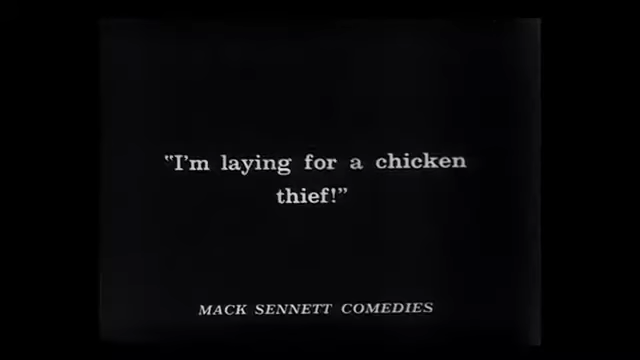 "I'm laying for a chicken
thief!”
MACK SENNETT COMEDIES